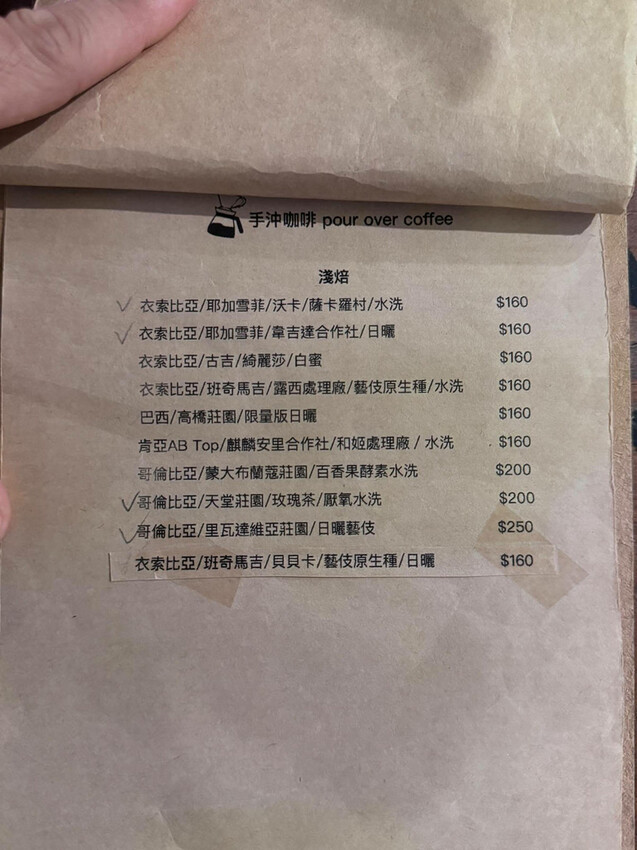 手沖咖啡 pour over coffee
淺焙
衣索比亞/耶加雪菲/沃卡/薩卡羅村/水洗 $160
衣索比亞/耶加雪菲/韋吉達合作社/日曬 $160
衣索比亞/古吉/綺麗莎/白蜜 $160
衣索比亞/班奇馬吉/露西處理廠/藝伎原生種/水洗 $160
巴西/高橋莊園/限量版日曬 $160
肯亞AB Top/麒麟安里合作社/和姬處理廠 / 水洗 $160
哥倫比亞/蒙大布蘭蔻莊園/百香果酵素水洗 $200
哥倫比亞/天堂莊園/玫瑰茶/厭氧水洗 $200
哥倫比亞/里瓦達維亞莊園/日曬藝伎 $250
衣索比亞/班奇馬吉/貝貝卡/藝伎原生種/日曬 $160